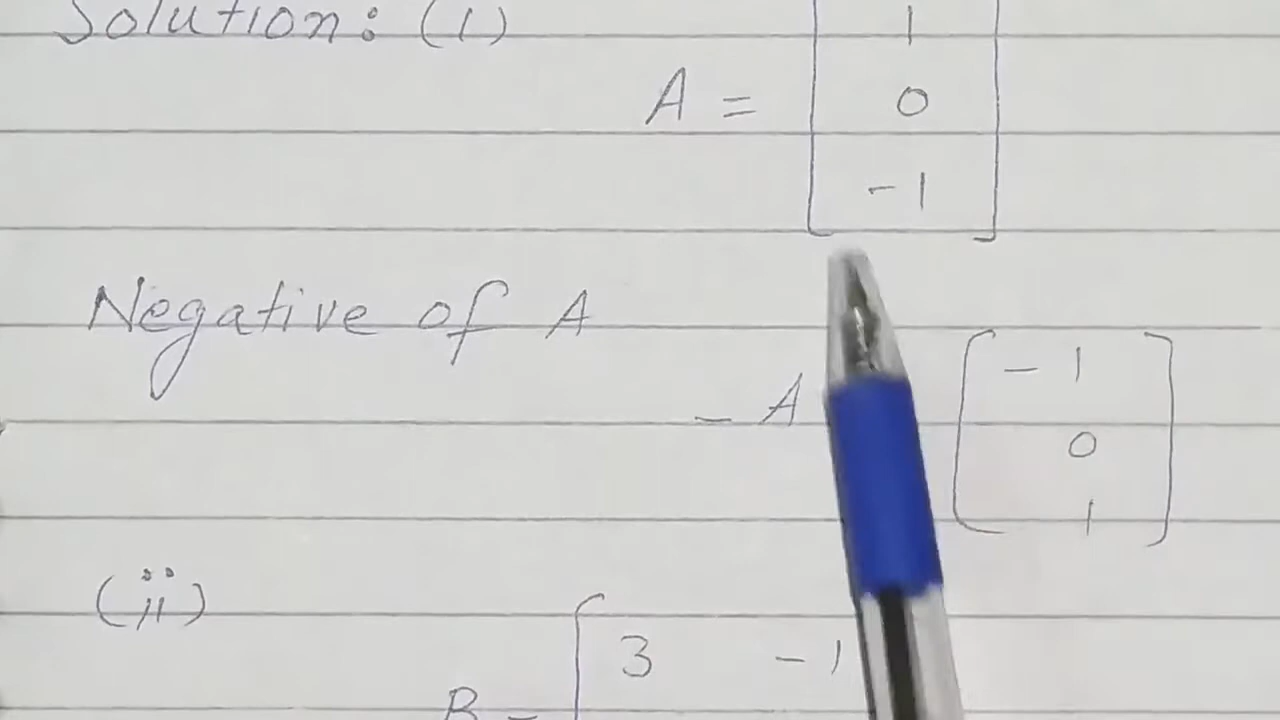 Solution: (i)
A = [ 1
0
-1 ]
Negative of A
- A [ - 1
0
1 ]
(ii)
B = [ 3 - 1